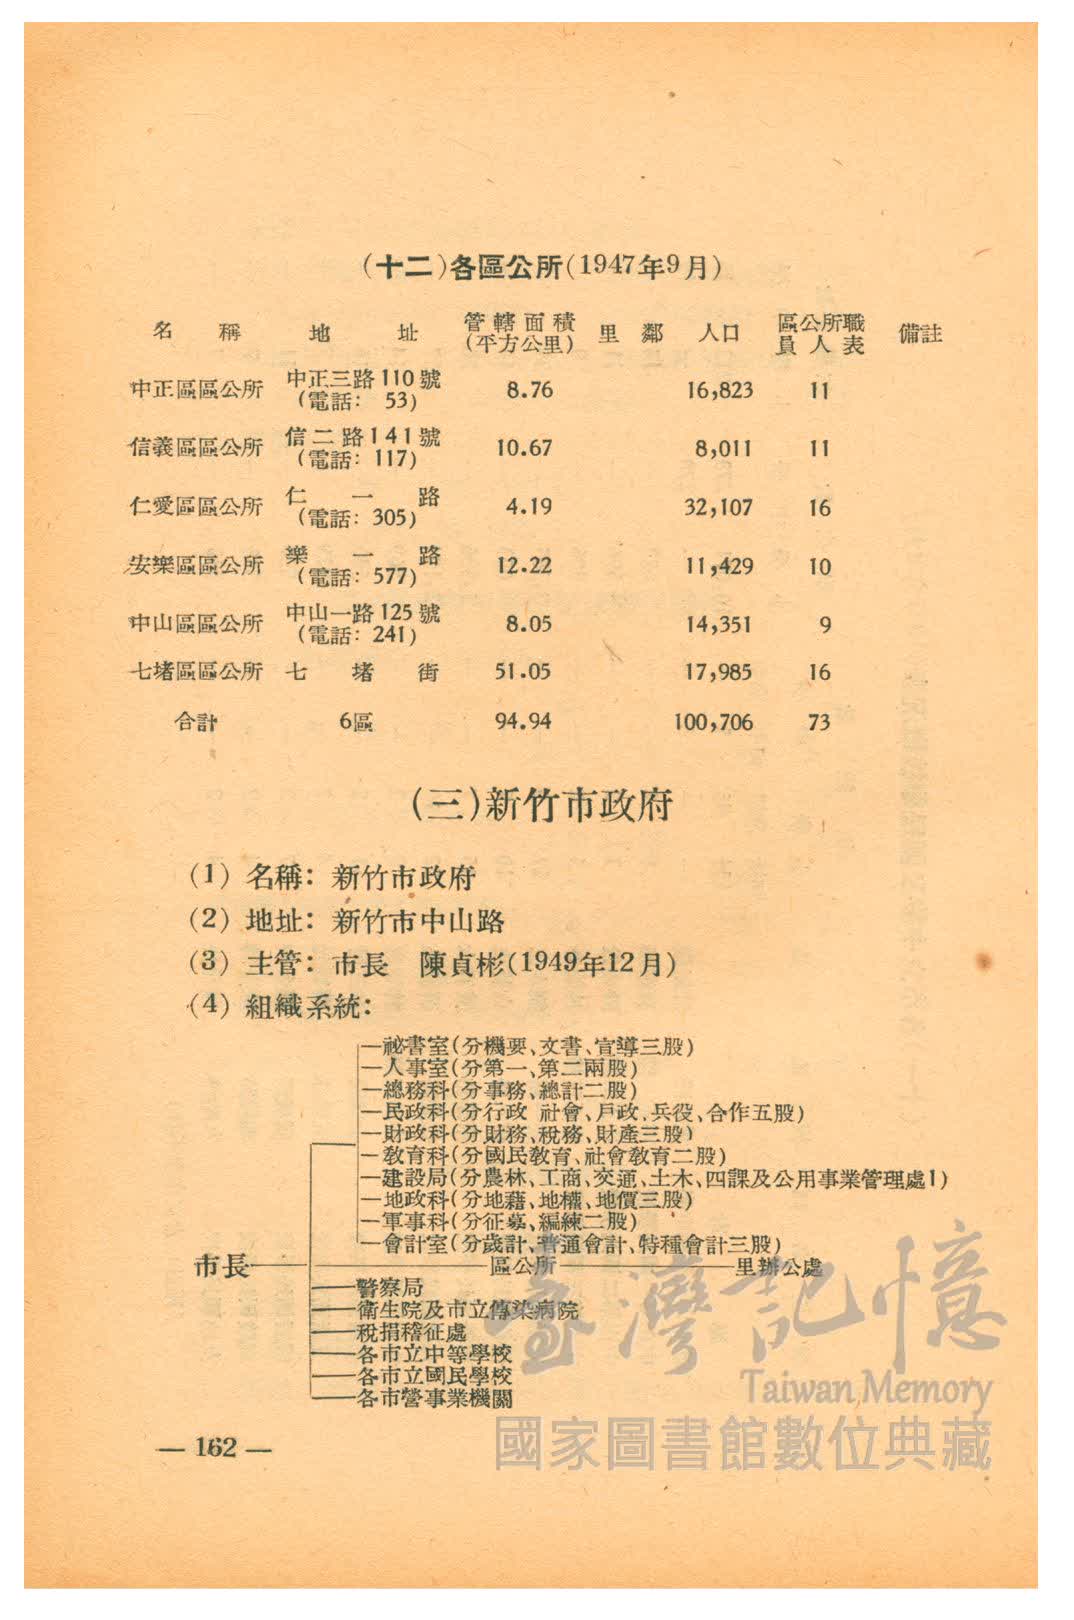 (十二)各區公所(1947年9月)
名 稱 地 址 管轄面積(平方公里) 里 鄰 人口 區公所職員人表 備註
中正區區公所 中正三路110號 8.76 16,823 11
(電話: 53)
信義區區公所 信二路141號 10.67 8,011 11
(電話: 117)
仁愛區區公所 仁一路 4.19 32,107 16
(電話: 305)
安樂區區公所 樂一路 12.22 11,429 10
(電話: 577)
中山區區公所 中山一路125號 8.05 14,351 9
(電話: 241)
七堵區區公所 七堵街 51.05 17,985 16
合計 6區 94.94 100,706 73
(三)新竹市政府
(1) 名稱: 新竹市政府
(2) 地址: 新竹市中山路
(3) 主管: 市長 陳貞彬(1949年12月)
(4) 組織系統:
秘書室(分機要、文書、宣導三股)
人事室(分第一、第二兩股)
總務科(分事務、總計二股)
民政科(分行政 社會、戶政、兵役、合作五股)
財政科(分財務、稅務、財產三股)
教育科(分國民教育、社會教育二股)
建設局(分農林、工商、交通、土木、四課及公用事業管理處1)
地政科(分地藉、地權、地價三股)
軍事科(分征募、編練二股)
會計室(分歲計、普通會計、特種會計三股)
市長 區公所 里辦公處
警察局
衛生院及市立傳染病院
稅捐稽征處
各市立中等學校
各市立國民學校
各市營事業機關
— 162 —
臺灣記憶
Taiwan Memory
國家圖書館數位典藏